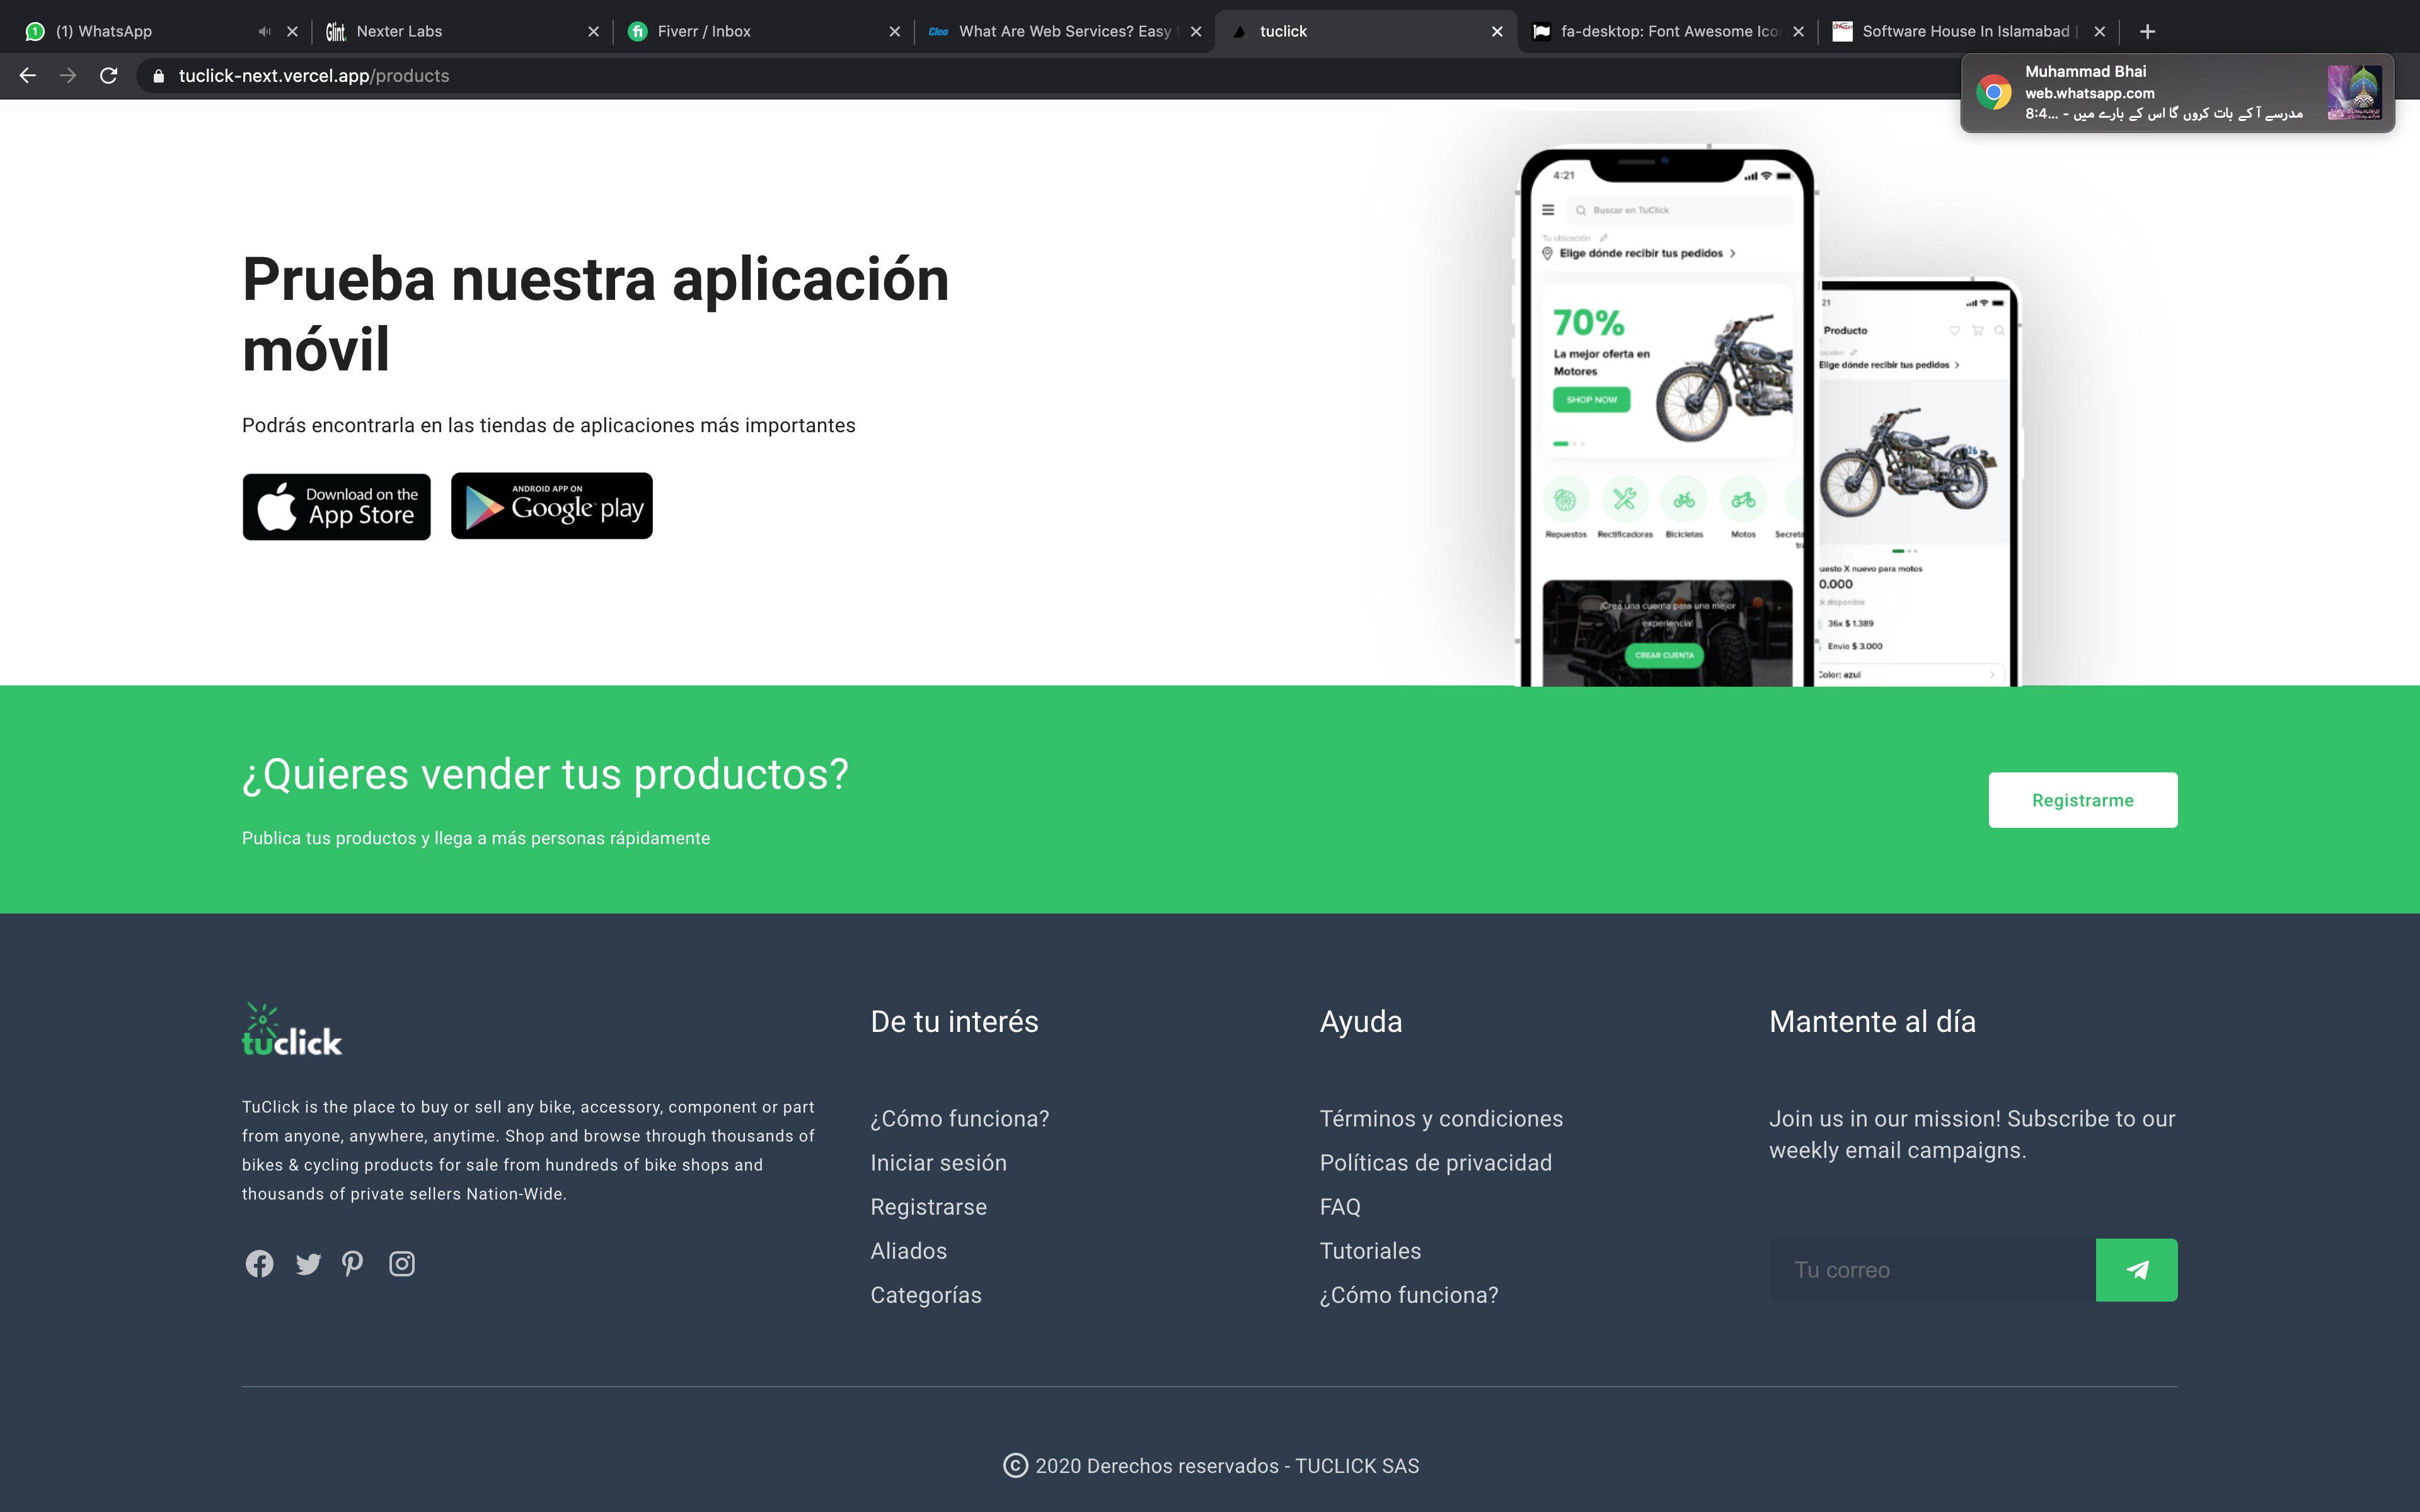 (1) WhatsApp
Nexter Labs
Fiverr / Inbox
Cleo
What Are Web Services? Easy
tuclick
fa-desktop: Font Awesome Ico
Software House In Islamabad |
tuclick-next.vercel.app/products
Muhammad Bhai
web.whatsapp.com
8:4... - مدرسے آ کے بات کروں گا اس کے بارے میں
Prueba nuestra aplicación
móvil
Podrás encontrarla en las tiendas de aplicaciones más importantes
Download on the
App Store
ANDROID APP ON
Google play
4:21
Buscar en TuClick
Tu ubicación
Elige dónde recibir tus pedidos
70%
La mejor oferta en
Motores
SHOP NOW
Repuestos
Rectificadoras
Bicicletas
Motos
Secreta
tra
¡Crea una cuenta para una mejor
experiencia!
CREAR CUENTA
21
Producto
Elige dónde recibir tus pedidos
26
uesto X nuevo para motos
0.000
k disponible
36x $ 1.389
Envio $ 3.000
Color: azul
¿Quieres vender tus productos?
Publica tus productos y llega a más personas rápidamente
Registrarme
tuclick
TuClick is the place to buy or sell any bike, accessory, component or part
from anyone, anywhere, anytime. Shop and browse through thousands of
bikes & cycling products for sale from hundreds of bike shops and
thousands of private sellers Nation-Wide.
De tu interés
¿Cómo funciona?
Iniciar sesión
Registrarse
Aliados
Categorías
Ayuda
Términos y condiciones
Políticas de privacidad
FAQ
Tutoriales
¿Cómo funciona?
Mantente al día
Join us in our mission! Subscribe to our
weekly email campaigns.
Tu correo
© 2020 Derechos reservados - TUCLICK SAS